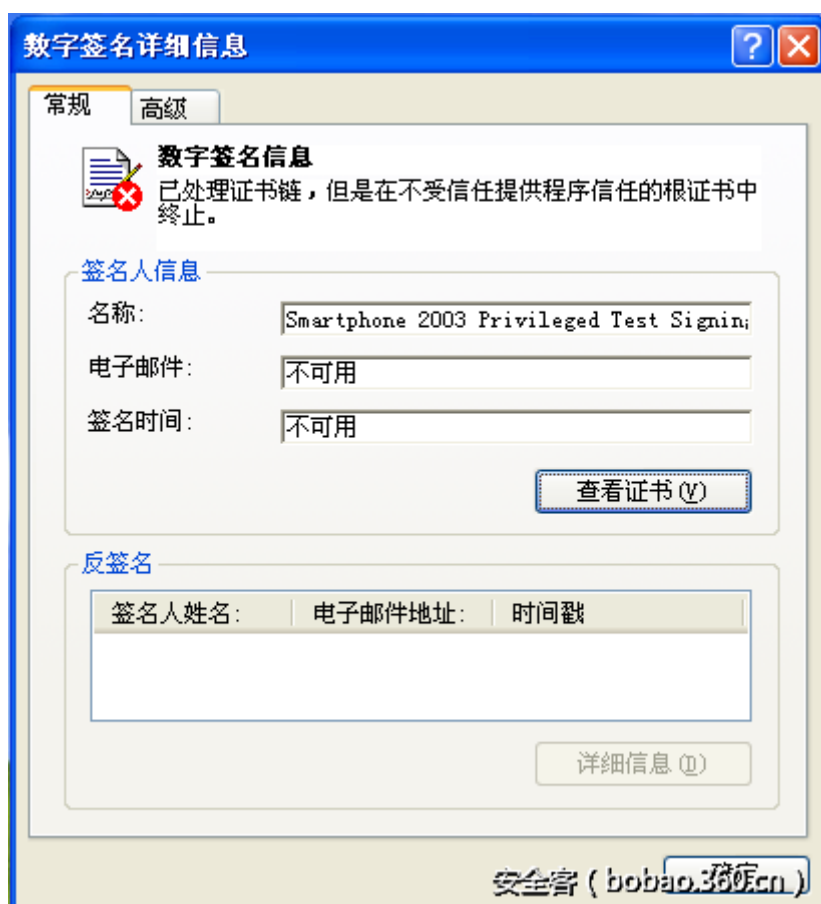 数字签名详细信息
常规
高级
数字签名信息
已处理证书链，但是在不受信任提供程序信任的根证书中
终止。
签名人信息
名称:
Smartphone 2003 Privileged Test Signin
电子邮件:
不可用
签名时间:
不可用
查看证书(V)
反签名
签名人姓名:
电子邮件地址:
时间戳
详细信息(D)
确定
安全客 ( bobao.360.cn )